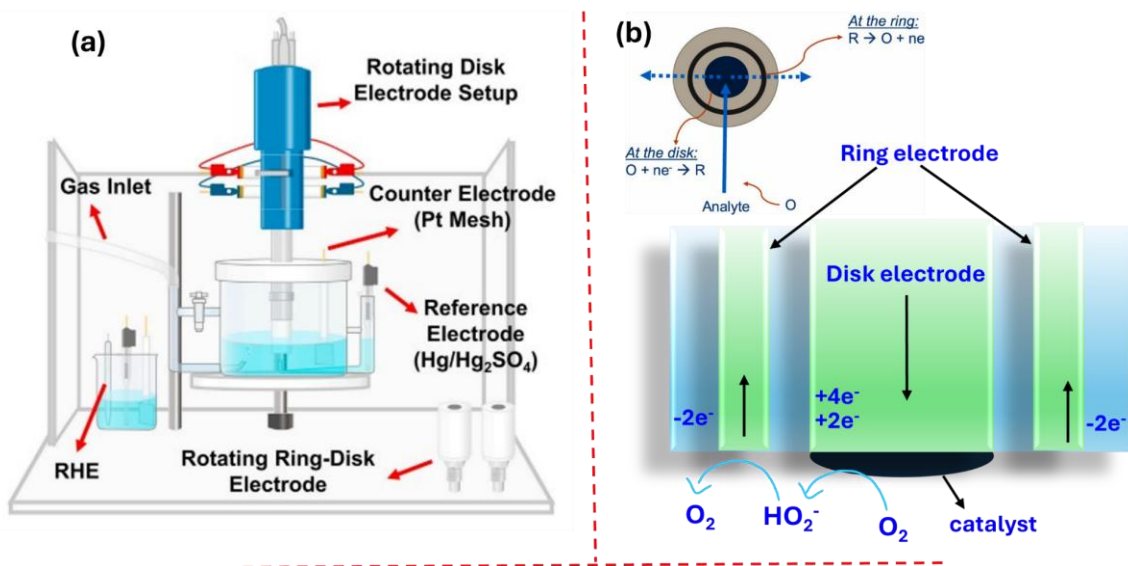 (a)
Rotating Disk
Electrode Setup
Gas Inlet
Counter Electrode
(Pt Mesh)
Reference
Electrode
(Hg/Hg₂SO₄)
RHE
Rotating Ring-Disk
Electrode
(b)
At the ring:
R → O + ne
At the disk:
O + ne⁻ → R
Analyte
O
Ring electrode
Disk electrode
-2e⁻
+4e⁻
+2e⁻
-2e⁻
O₂
HO₂⁻
O₂
catalyst